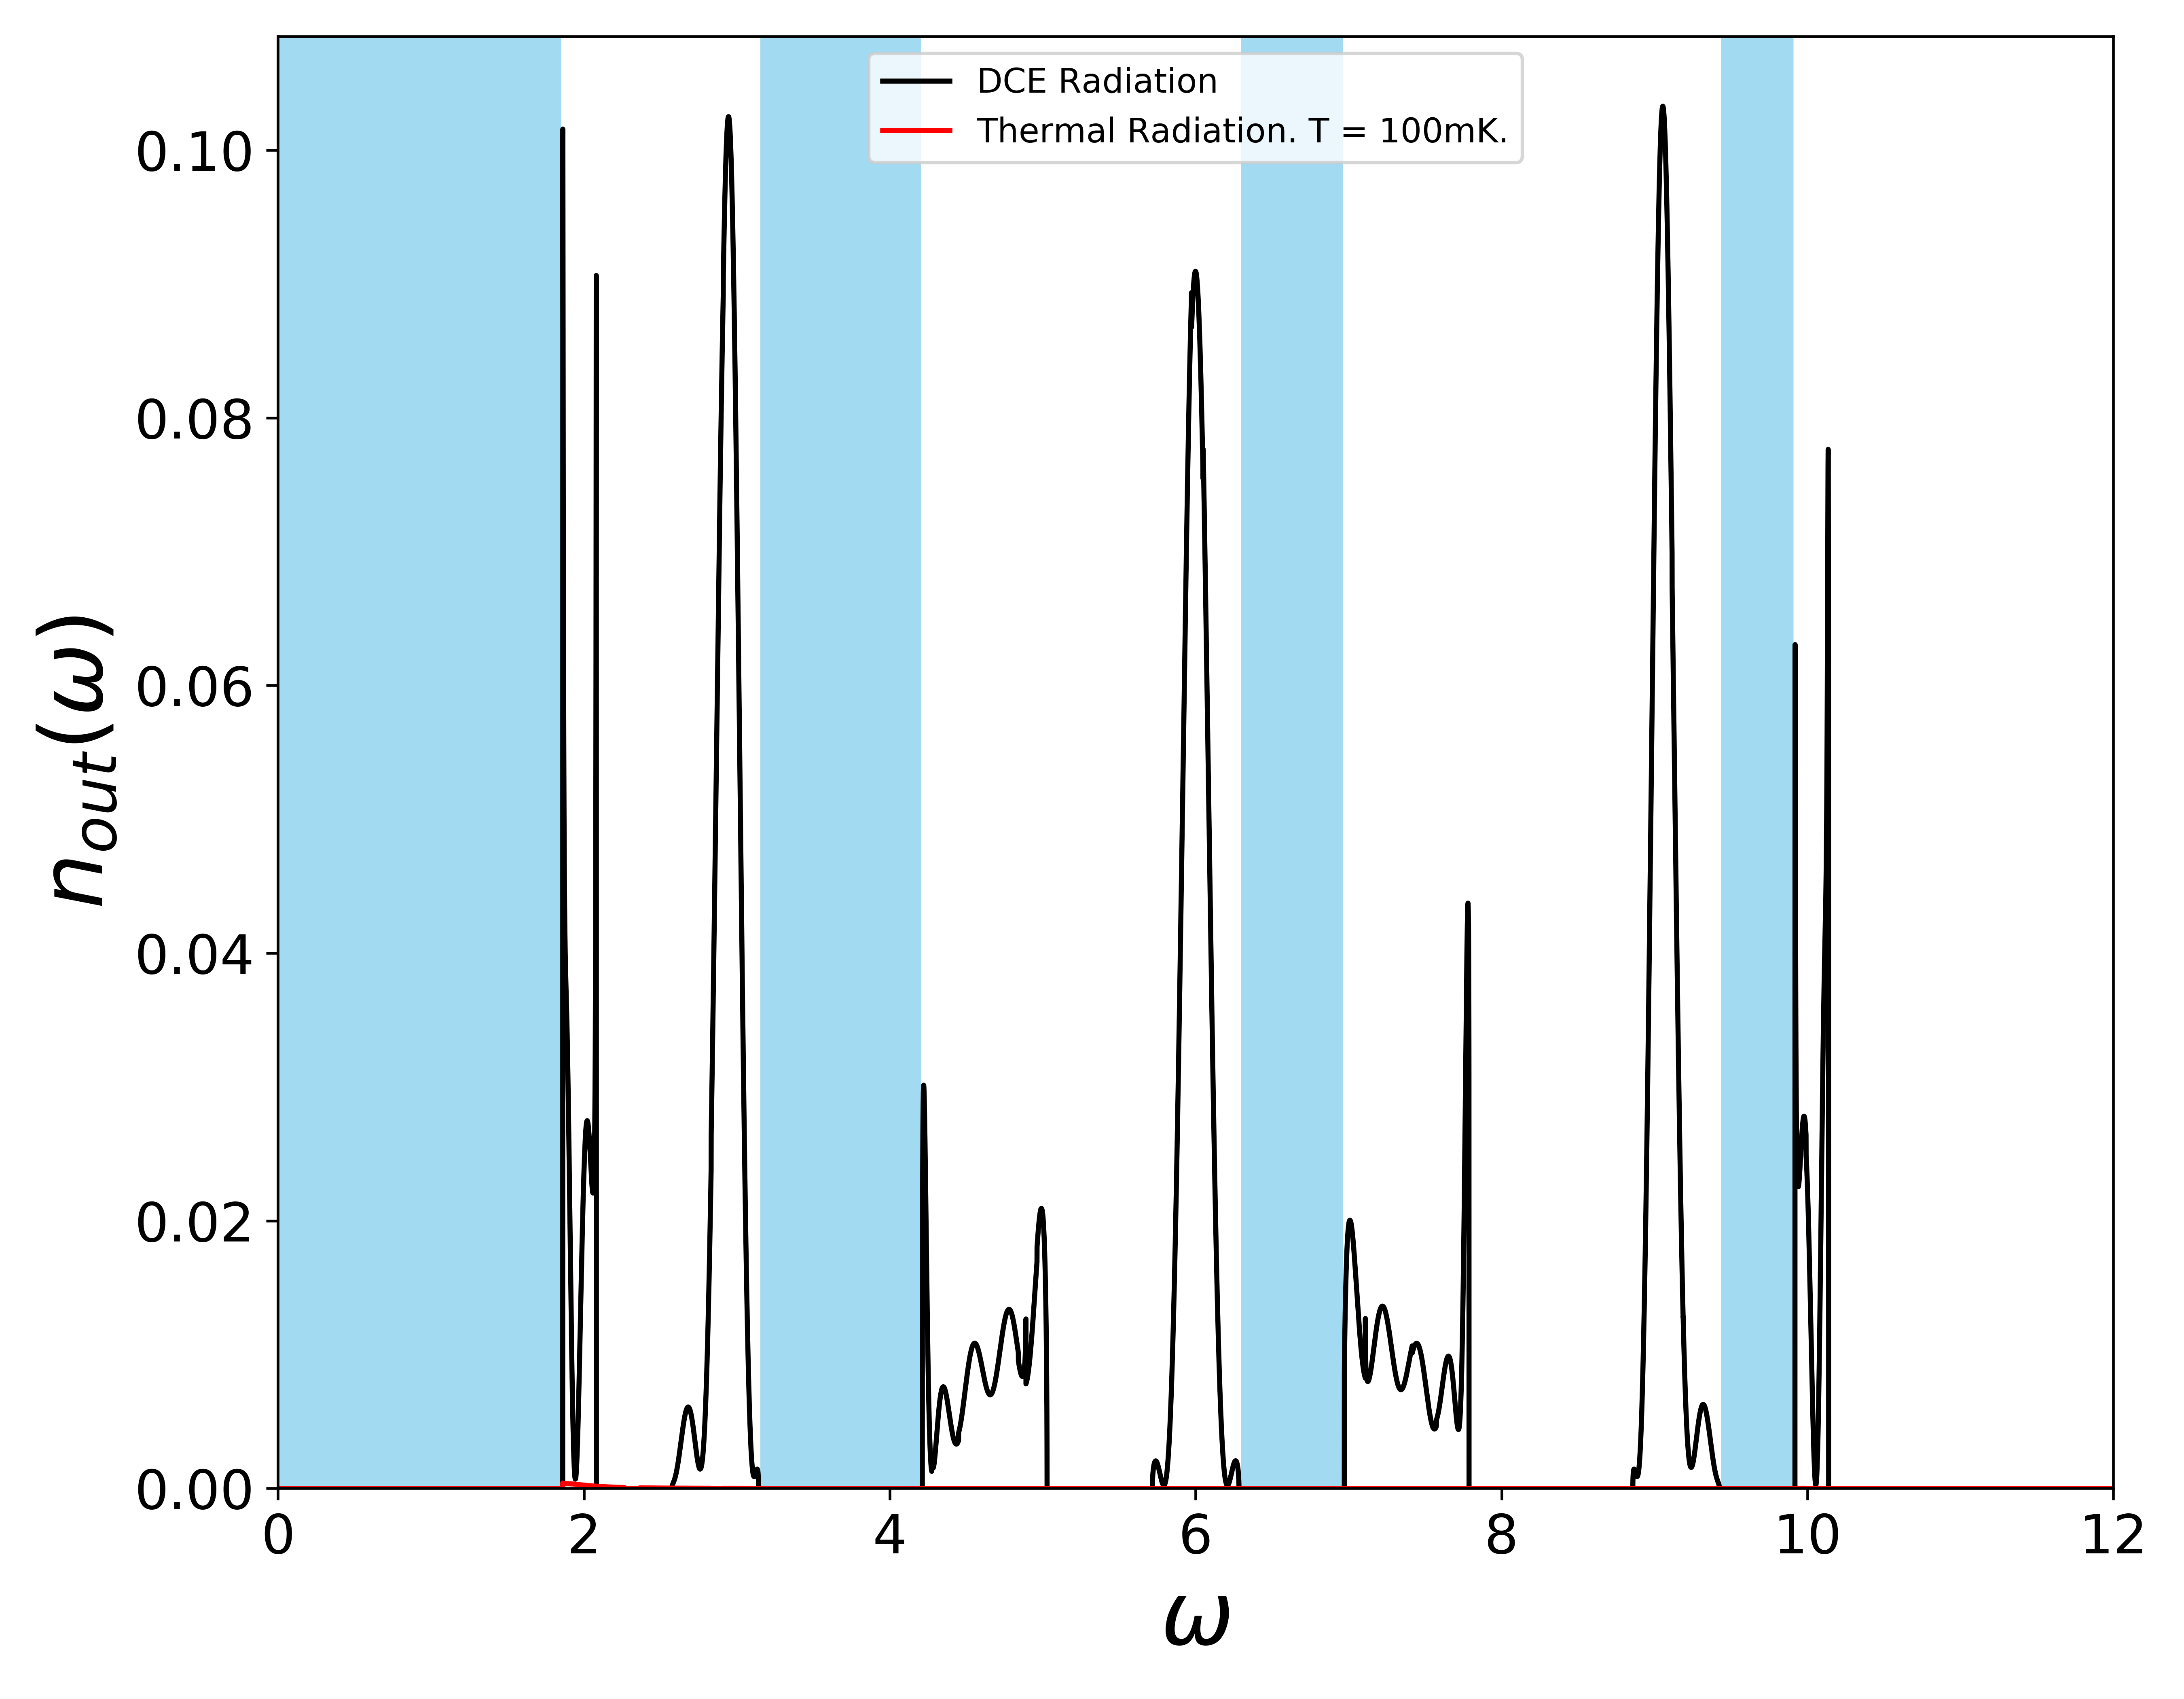 DCE Radiation
Thermal Radiation. T = 100mK.
0.10
0.08
0.06
0.04
0.02
0.00
n_out(ω)
0 2 4 6 8 10 12
ω